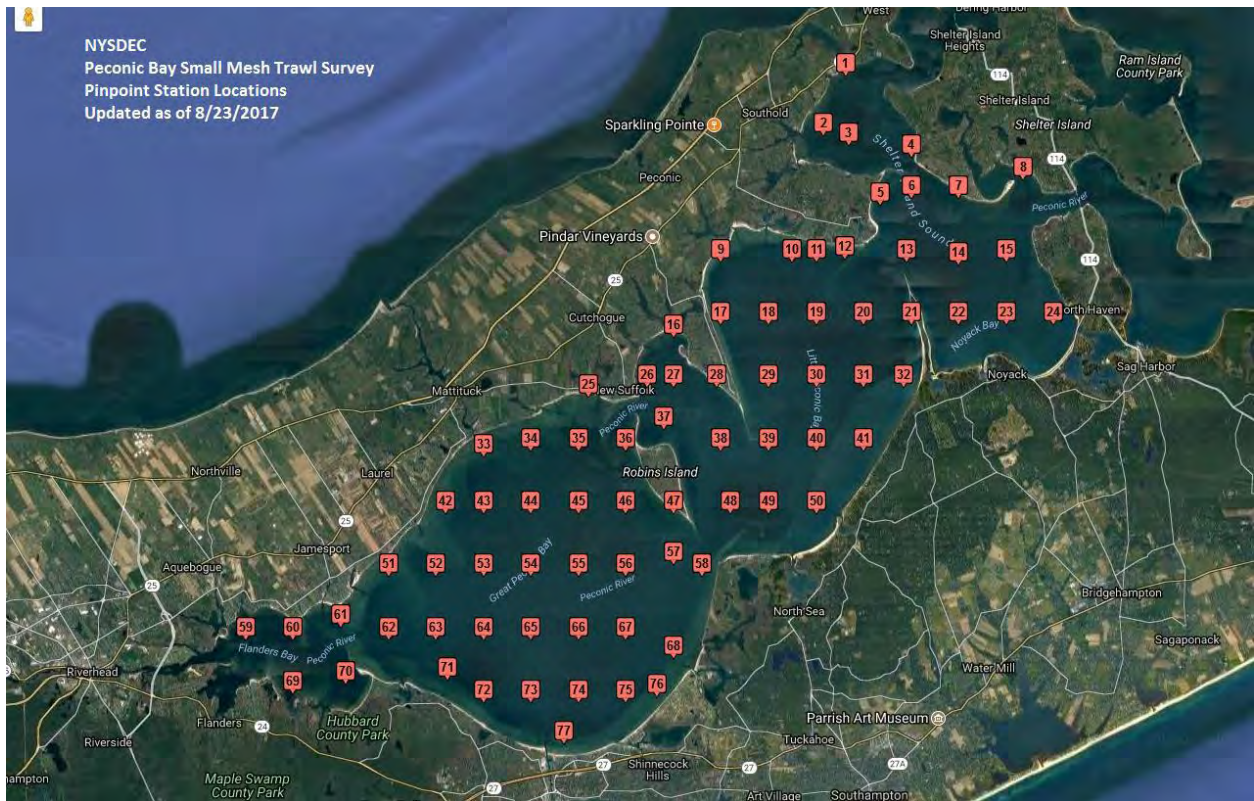 NYSDEC
Peconic Bay Small Mesh Trawl Survey
Pinpoint Station Locations
Updated as of 8/23/2017
West
Dering Harbor
Shelter Island
Heights
Ram Island
County Park
1
114
Shelter Island
Southold
Sparkling Pointe
2
3
Shelter Island
4
114
8
Peconic
5
6
7
Shelter Island Sound
Peconic River
Pindar Vineyards
9
10
11
12
13
14
15
114
25
17
18
19
20
21
22
23
24
North Haven
Cutchogue
16
Noyack Bay
Mattituck
25
New Suffolk
26
27
28
29
30
31
32
Little Peconic Bay
Noyack
Sag Harbor
Peconic River
37
33
34
35
36
38
39
40
41
Northville
Laurel
Robins Island
42
43
44
45
46
47
48
49
50
25
Jamesport
Aquebogue
51
52
53
54
55
56
57
58
Great Peconic Bay
Peconic River
25
North Sea
Bridgehampton
59
60
61
62
63
64
65
66
67
68
Flanders Bay
Peconic River
Sagaponack
Riverhead
69
70
71
72
73
74
75
76
Water Mill
Flanders
24
Hubbard
County Park
77
Parrish Art Museum
Riverside
Tuckahoe
27
Shinnecock
Hills
27
27A
Maple Swamp
County Park
27
Art Village
Southampton
hampton